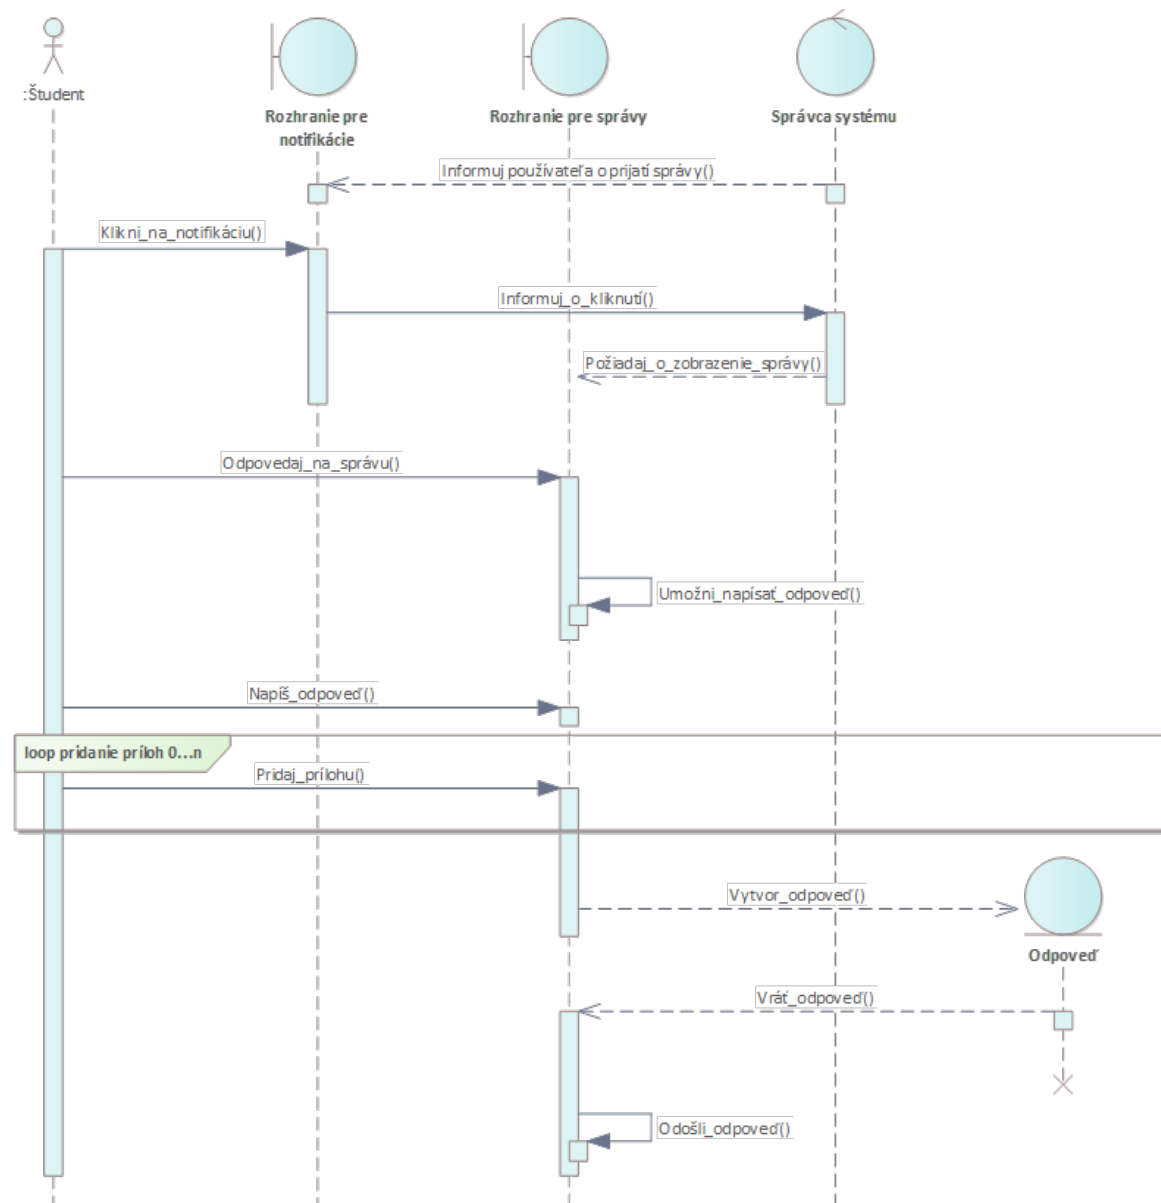 :Študent
Rozhranie pre
notifikácie
Rozhranie pre správy
Správca systému
Informuj používateľa o prijatí správy()
Klikni_na_notifikáciu()
Informuj_o_kliknutí()
Požiadaj_o_zobrazenie_správy()
Odpovedaj_na_správu()
Umožni_napísať_odpoveď()
Napíš_odpoveď()
loop pridanie príloh 0...n
Pridaj_prílohu()
Vytvor_odpoveď()
Odpoveď
Vráť_odpoveď()
Odošli_odpoveď()